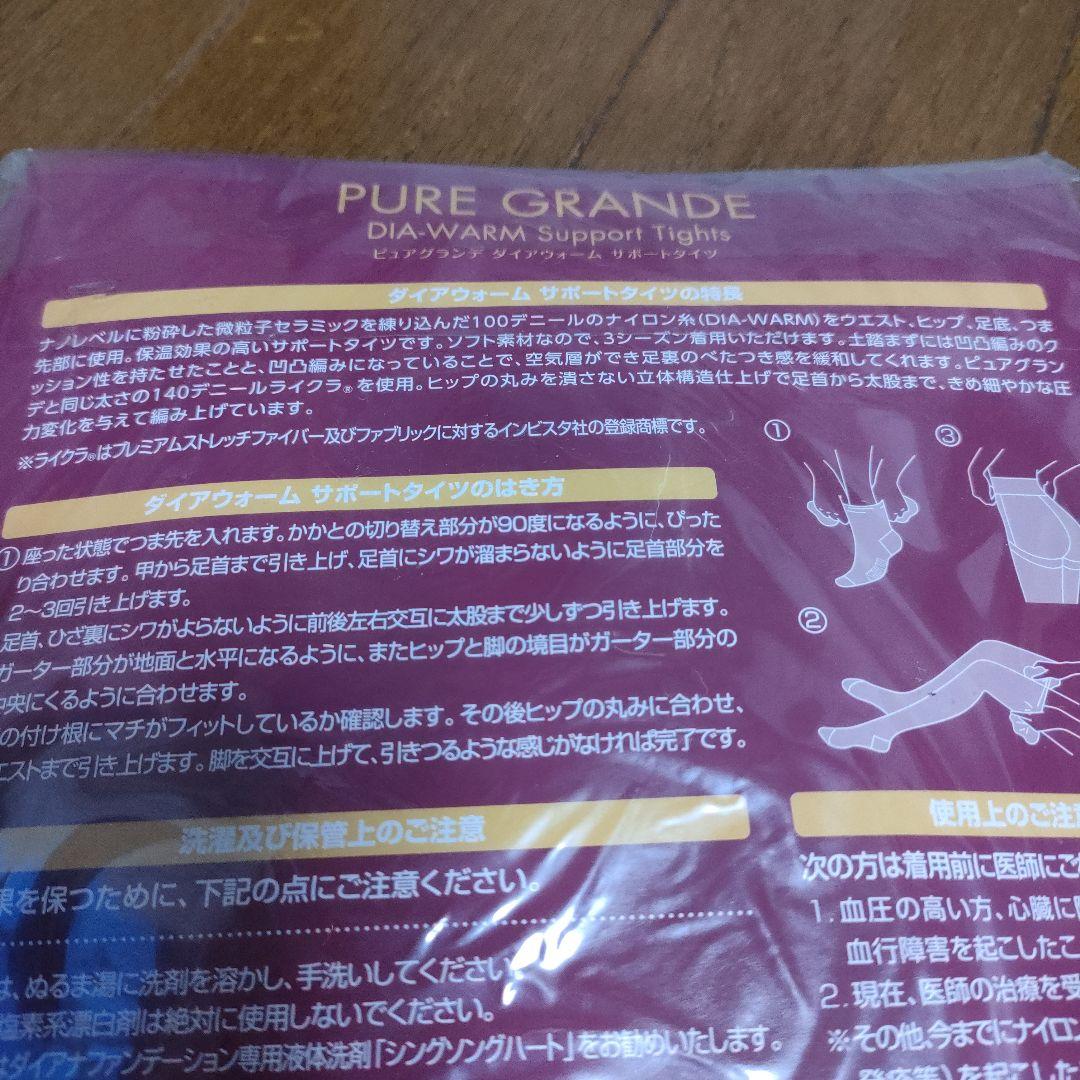 PURE GRANDE
DIA-WARM Support Tights
ピュアグランデ ダイアウォーム サポートタイツ
ダイアウォーム サポートタイツの特長
ナノレベルに粉砕した微粒子セラミックを練り込んだ100デニールのナイロン糸(DIA-WARM)をウエスト、ヒップ、足底、つま
先部に使用。保温効果の高いサポートタイツです。ソフト素材なので、3シーズン着用いただけます。土踏まずには凹凸編みのク
ッション性を持たせたことと、凹凸編みになっていることで、空気層ができ足裏のべたつき感を緩和してくれます。ピュアグラン
デと同じ太さの140デニールライクラ®を使用。ヒップの丸みを潰さない立体構造仕上げで足首から太股まで、きめ細やかな圧
力変化を与えて編み上げています。
※ライクラ®はプレミアムストレッチファイバー及びファブリックに対するインビスタ社の登録商標です。
ダイアウォーム サポートタイツのはき方
①座った状態でつま先を入れます。かかとの切り替え部分が90度になるように、ぴった
り合わせます。甲から足首まで引き上げ、足首にシワが溜まらないように足首部分を
2〜3回引き上げます。
足首、ひざ裏にシワがよらないように前後左右交互に太股まで少しずつ引き上げます。
ガーター部分が地面と水平になるように、またヒップと脚の境目がガーター部分の
中央にくるように合わせます。
の付け根にマチがフィットしているか確認します。その後ヒップの丸みに合わせ、
エストまで引き上げます。脚を交互に上げて、引きつるような感じがなければ完了です。
①
③
②
洗濯及び保管上のご注意
果を保つために、下記の点にご注意ください。
は、ぬるま湯に洗剤を溶かし、手洗いしてください。
塩素系漂白剤は絶対に使用しないでください。
はダイアナファンデーション専用液体洗剤「シングソングハート」をお勧めいたします。
使用上のご注意
次の方は着用前に医師にご
1. 血圧の高い方、心臓に
血行障害を起こしたこ
2. 現在、医師の治療を受
※その他、今までにナイロン
発疹等)を起こした